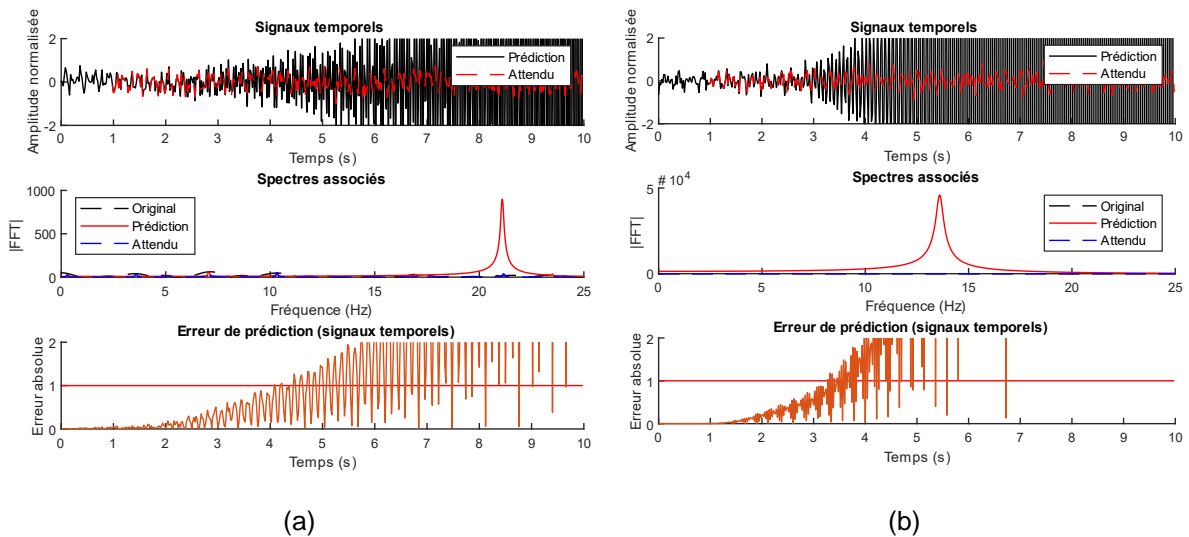 Signaux temporels
Amplitude normalisée
2
0
-2
Prédiction
Attendu
0 1 2 3 4 5 6 7 8 9 10
Temps (s)
Spectres associés
|FFT|
1000
500
0
Original
Prédiction
Attendu
0 5 10 15 20 25
Fréquence (Hz)
Erreur de prédiction (signaux temporels)
Erreur absolue
2
1
0
0 1 2 3 4 5 6 7 8 9 10
Temps (s)
(a)
Signaux temporels
Amplitude normalisée
2
0
-2
Prédiction
Attendu
0 1 2 3 4 5 6 7 8 9 10
Temps (s)
Spectres associés
# 10^4
|FFT|
5
0
Original
Prédiction
Attendu
0 5 10 15 20 25
Fréquence (Hz)
Erreur de prédiction (signaux temporels)
Erreur absolue
2
1
0
0 1 2 3 4 5 6 7 8 9 10
Temps (s)
(b)